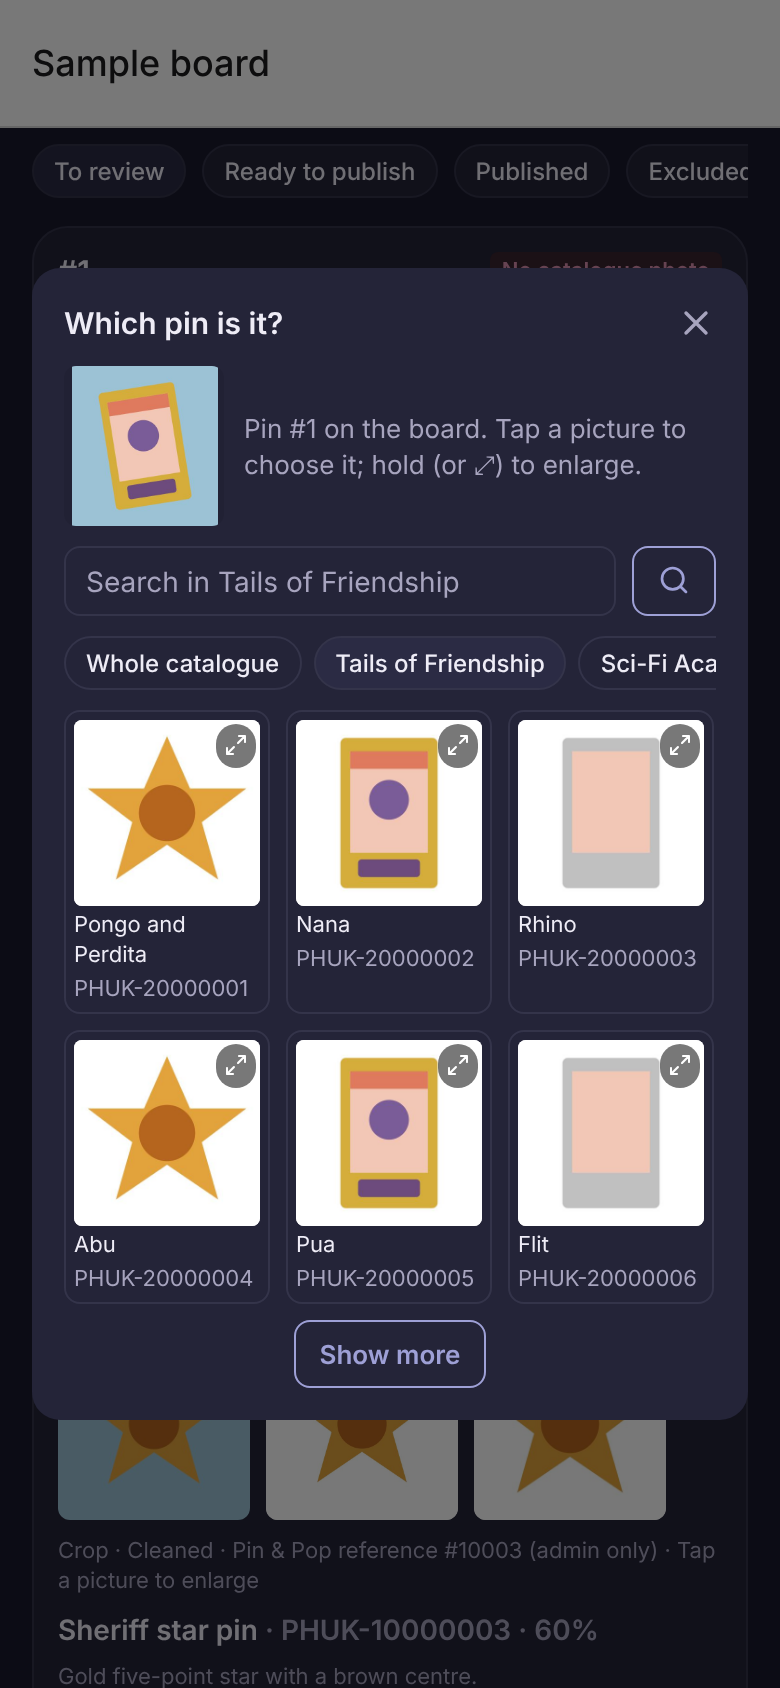 Sample board
To review
Ready to publish
Published
Excluded
#1
No catalogue photo
Which pin is it?
Pin #1 on the board. Tap a picture to
choose it; hold (or ⤢) to enlarge.
Search in Tails of Friendship
Whole catalogue
Tails of Friendship
Sci-Fi Aca
Pongo and
Perdita
PHUK-20000001
Nana
PHUK-20000002
Rhino
PHUK-20000003
Abu
PHUK-20000004
Pua
PHUK-20000005
Flit
PHUK-20000006
Show more
Crop · Cleaned · Pin & Pop reference #10003 (admin only) · Tap
a picture to enlarge
Sheriff star pin · PHUK-10000003 · 60%
Gold five-point star with a brown centre.